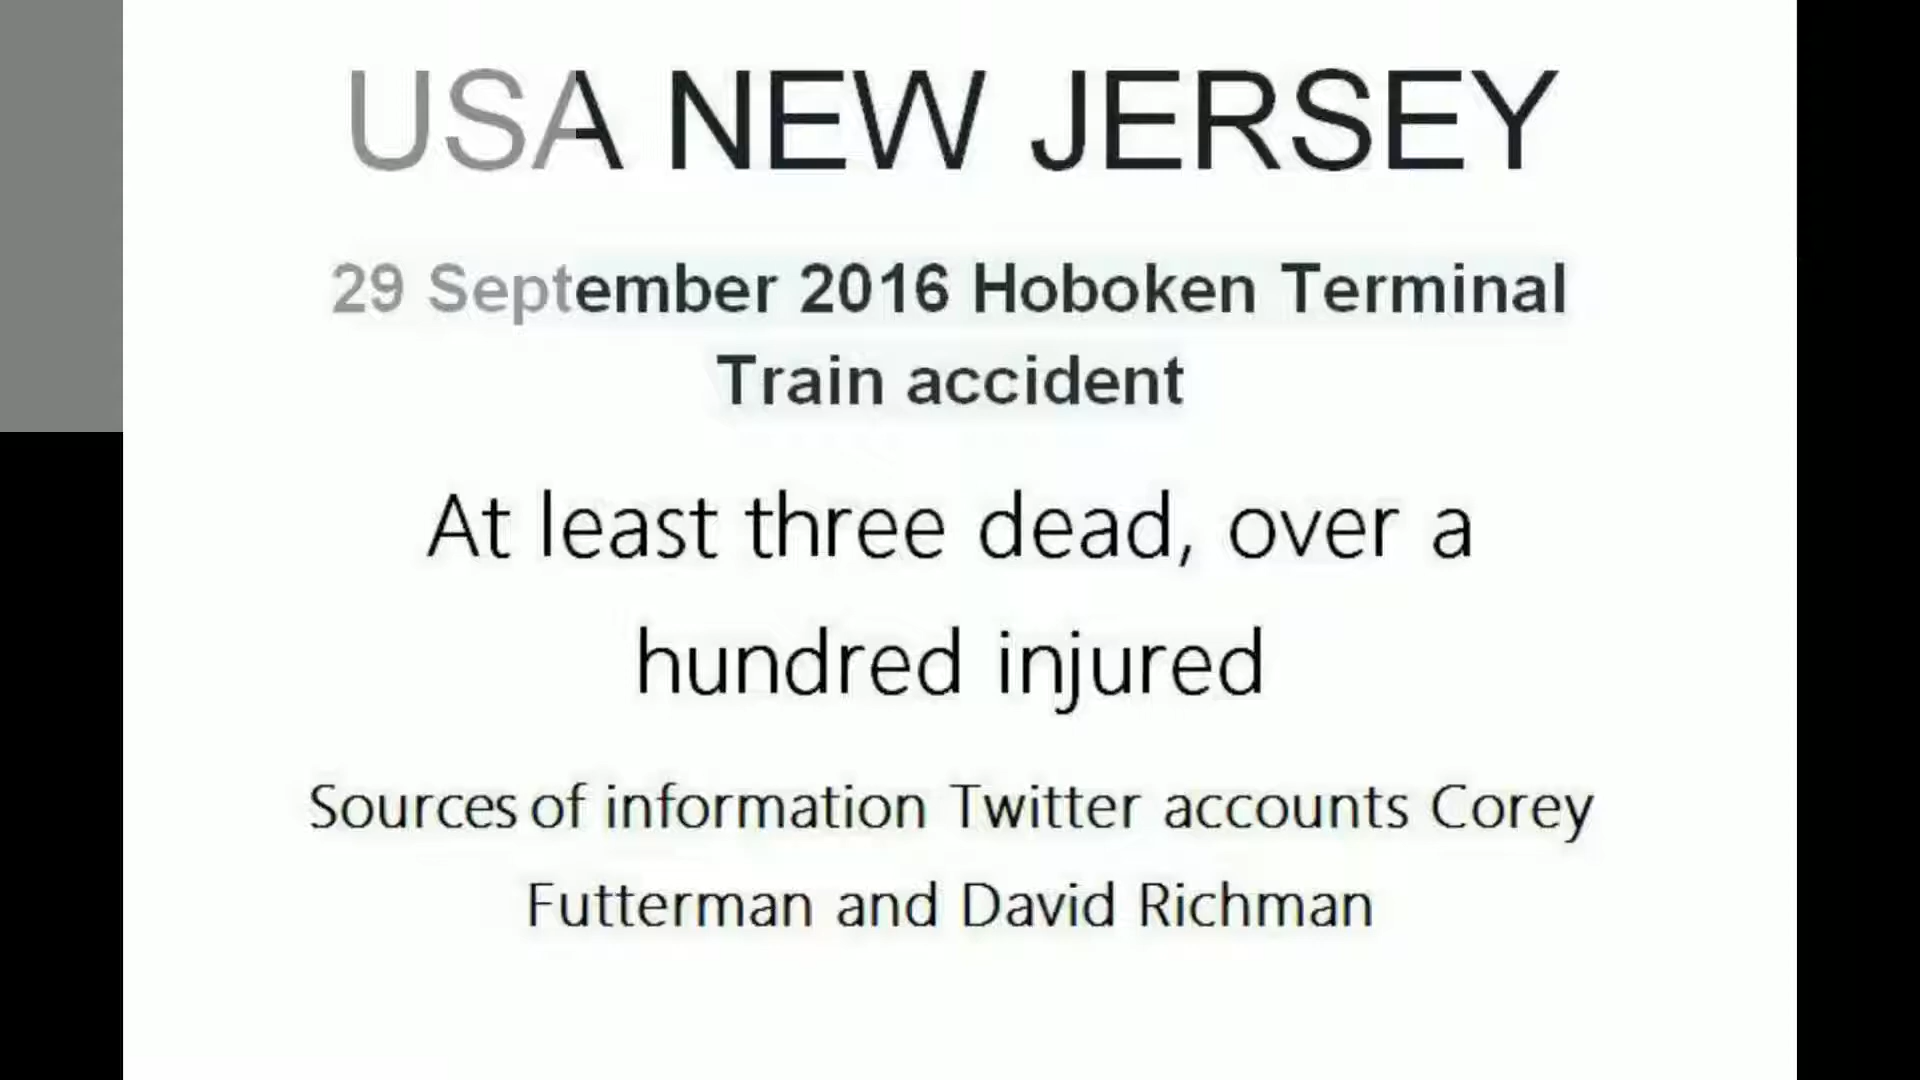 USA NEW JERSEY
29 September 2016 Hoboken Terminal
Train accident
At least three dead, over a
hundred injured
Sources of information Twitter accounts Corey
Futterman and David Richman